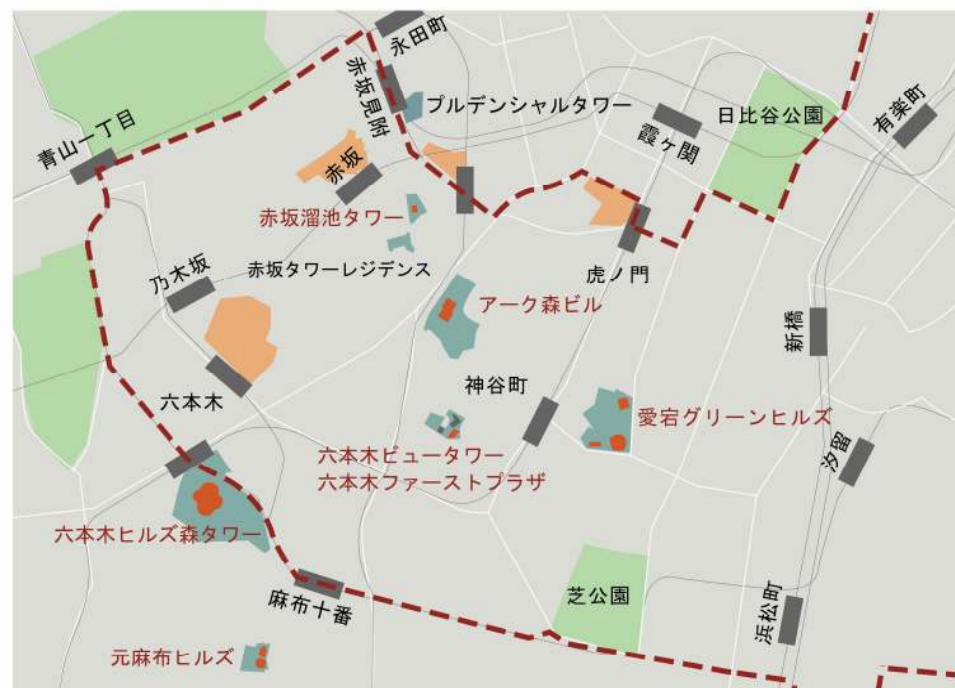 永田町
赤坂見附
青山一丁目
プルデンシャルタワー
日比谷公園
有楽町
霞ヶ関
赤坂
赤坂溜池タワー
赤坂タワーレジデンス
虎ノ門
乃木坂
アーク森ビル
新橋
六本木
神谷町
愛宕グリーンヒルズ
六本木ビュータワー
六本木ファーストプラザ
汐留
六本木ヒルズ森タワー
麻布十番
芝公園
浜松町
元麻布ヒルズ